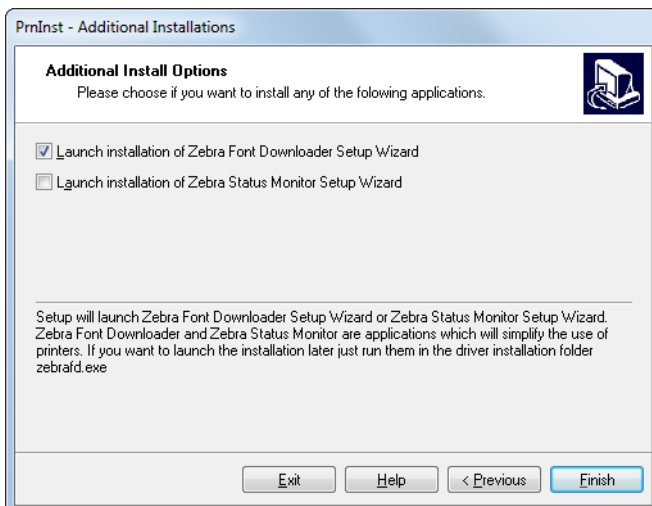 PrnInst - Additional Installations
Additional Install Options
Please choose if you want to install any of the folowing applications.
Launch installation of Zebra Font Downloader Setup Wizard
Launch installation of Zebra Status Monitor Setup Wizard
Setup will launch Zebra Font Downloader Setup Wizard or Zebra Status Monitor Setup Wizard.
Zebra Font Downloader and Zebra Status Monitor are applications which will simplify the use of
printers. If you want to launch the installation later just run them in the driver installation folder
zebrafd.exe
Exit
Help
< Previous
Finish